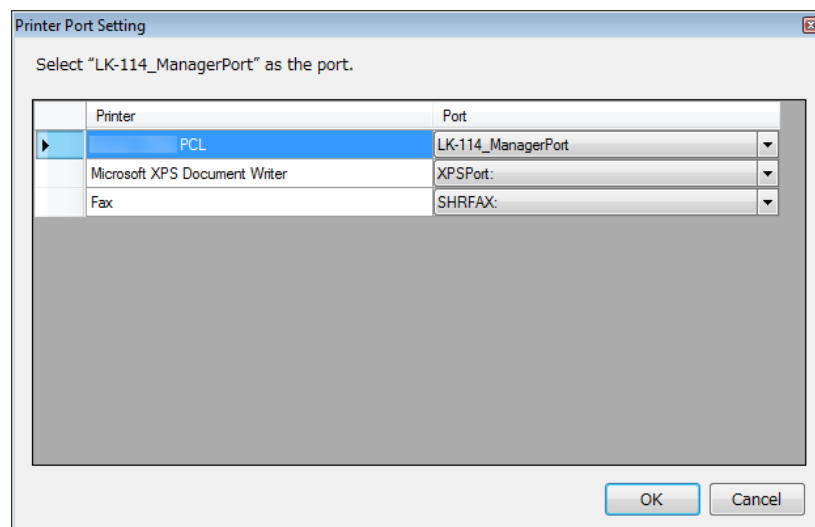 Printer Port Setting
Select “LK-114_ManagerPort” as the port.
Printer Port
PCL LK-114_ManagerPort
Microsoft XPS Document Writer XPSPort:
Fax SHRFAX:
OK Cancel